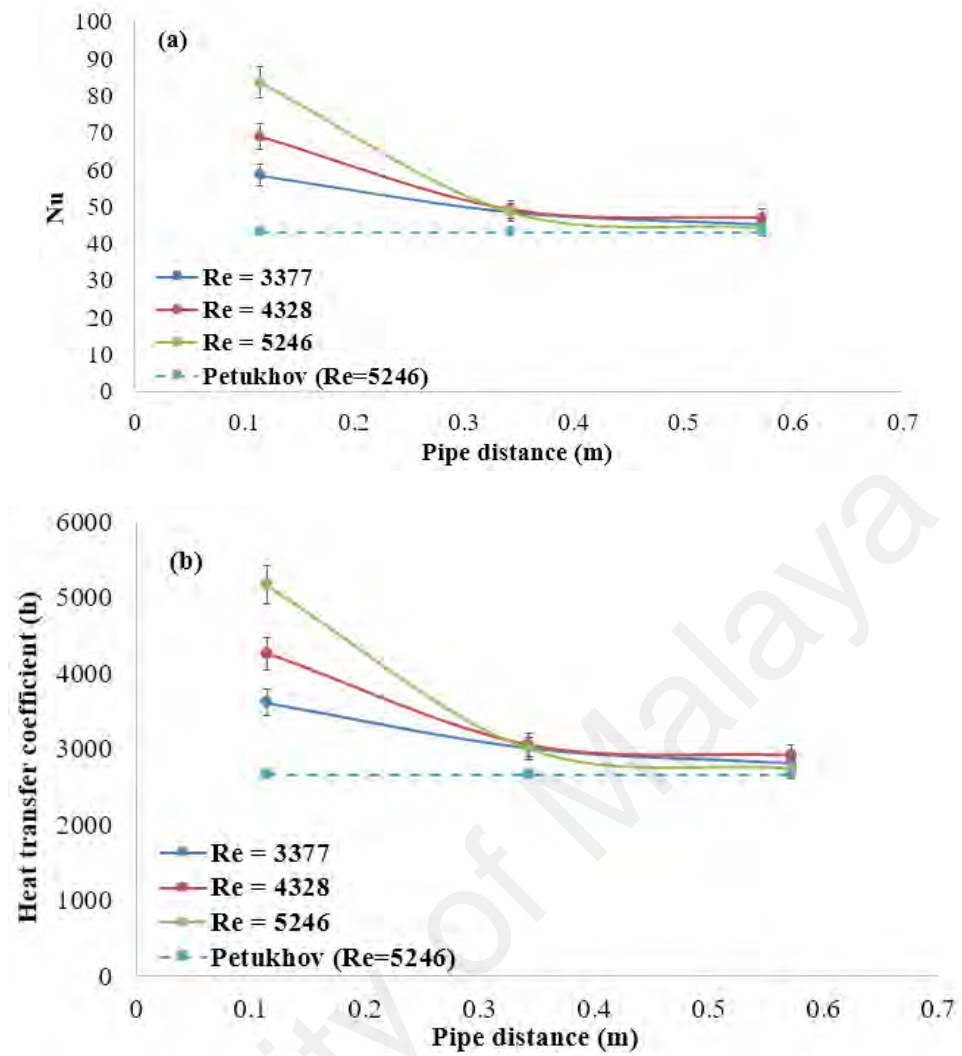 100
(a)
90
80
70
60
50
40
30
20
10
0
Nu
Re = 3377
Re = 4328
Re = 5246
Petukhov (Re=5246)
0 0.1 0.2 0.3 0.4 0.5 0.6 0.7
Pipe distance (m)
6000
(b)
5000
4000
3000
2000
1000
0
Heat transfer coefficient (h)
Re = 3377
Re = 4328
Re = 5246
Petukhov (Re=5246)
0 0.1 0.2 0.3 0.4 0.5 0.6 0.7
Pipe distance (m)
ity of Malaya